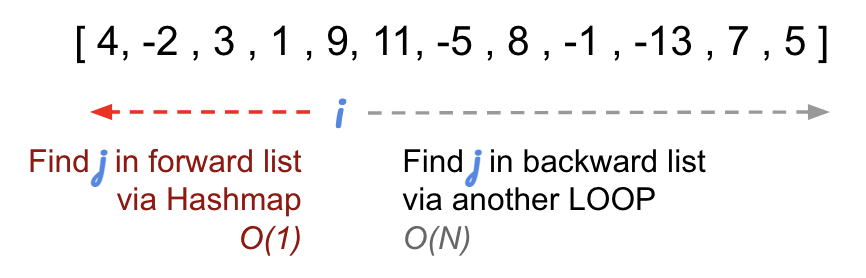 [ 4, -2 , 3 , 1 , 9, 11, -5 , 8 , -1 , -13 , 7 , 5 ]
i
Find j in forward list
via Hashmap
O(1)
Find j in backward list
via another LOOP
O(N)